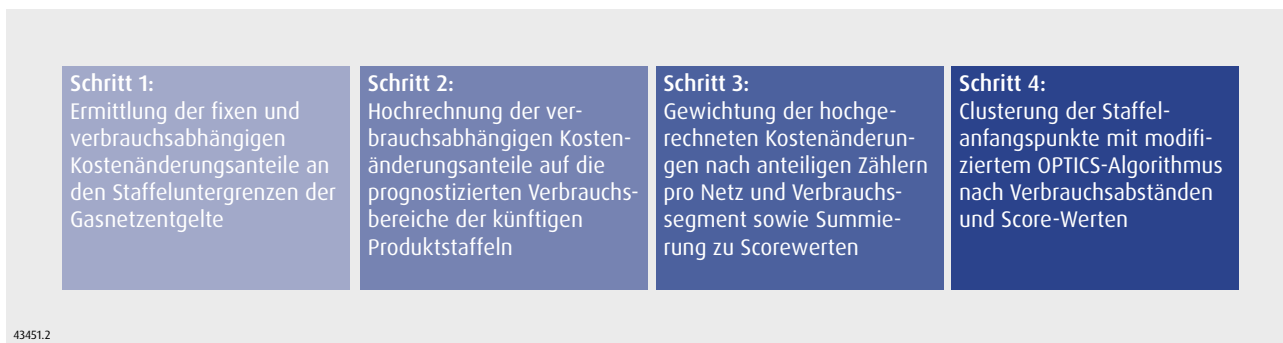 Schritt 1:
Ermittlung der fixen und
verbrauchsabhängigen
Kostenänderungsanteile an
den Staffeluntergrenzen der
Gasnetzentgelte
Schritt 2:
Hochrechnung der ver-
brauchsabhängigen Kosten-
änderungsanteile auf die
prognostizierten Verbrauchs-
bereiche der künftigen
Produktstaffeln
Schritt 3:
Gewichtung der hochge-
rechneten Kostenänderun-
gen nach anteiligen Zählern
pro Netz und Verbrauchs-
segment sowie Summie-
rung zu Scorewerten
Schritt 4:
Clusterung der Staffel-
anfangspunkte mit modifi-
ziertem OPTICS-Algorithmus
nach Verbrauchsabständen
und Score-Werten
43451.2